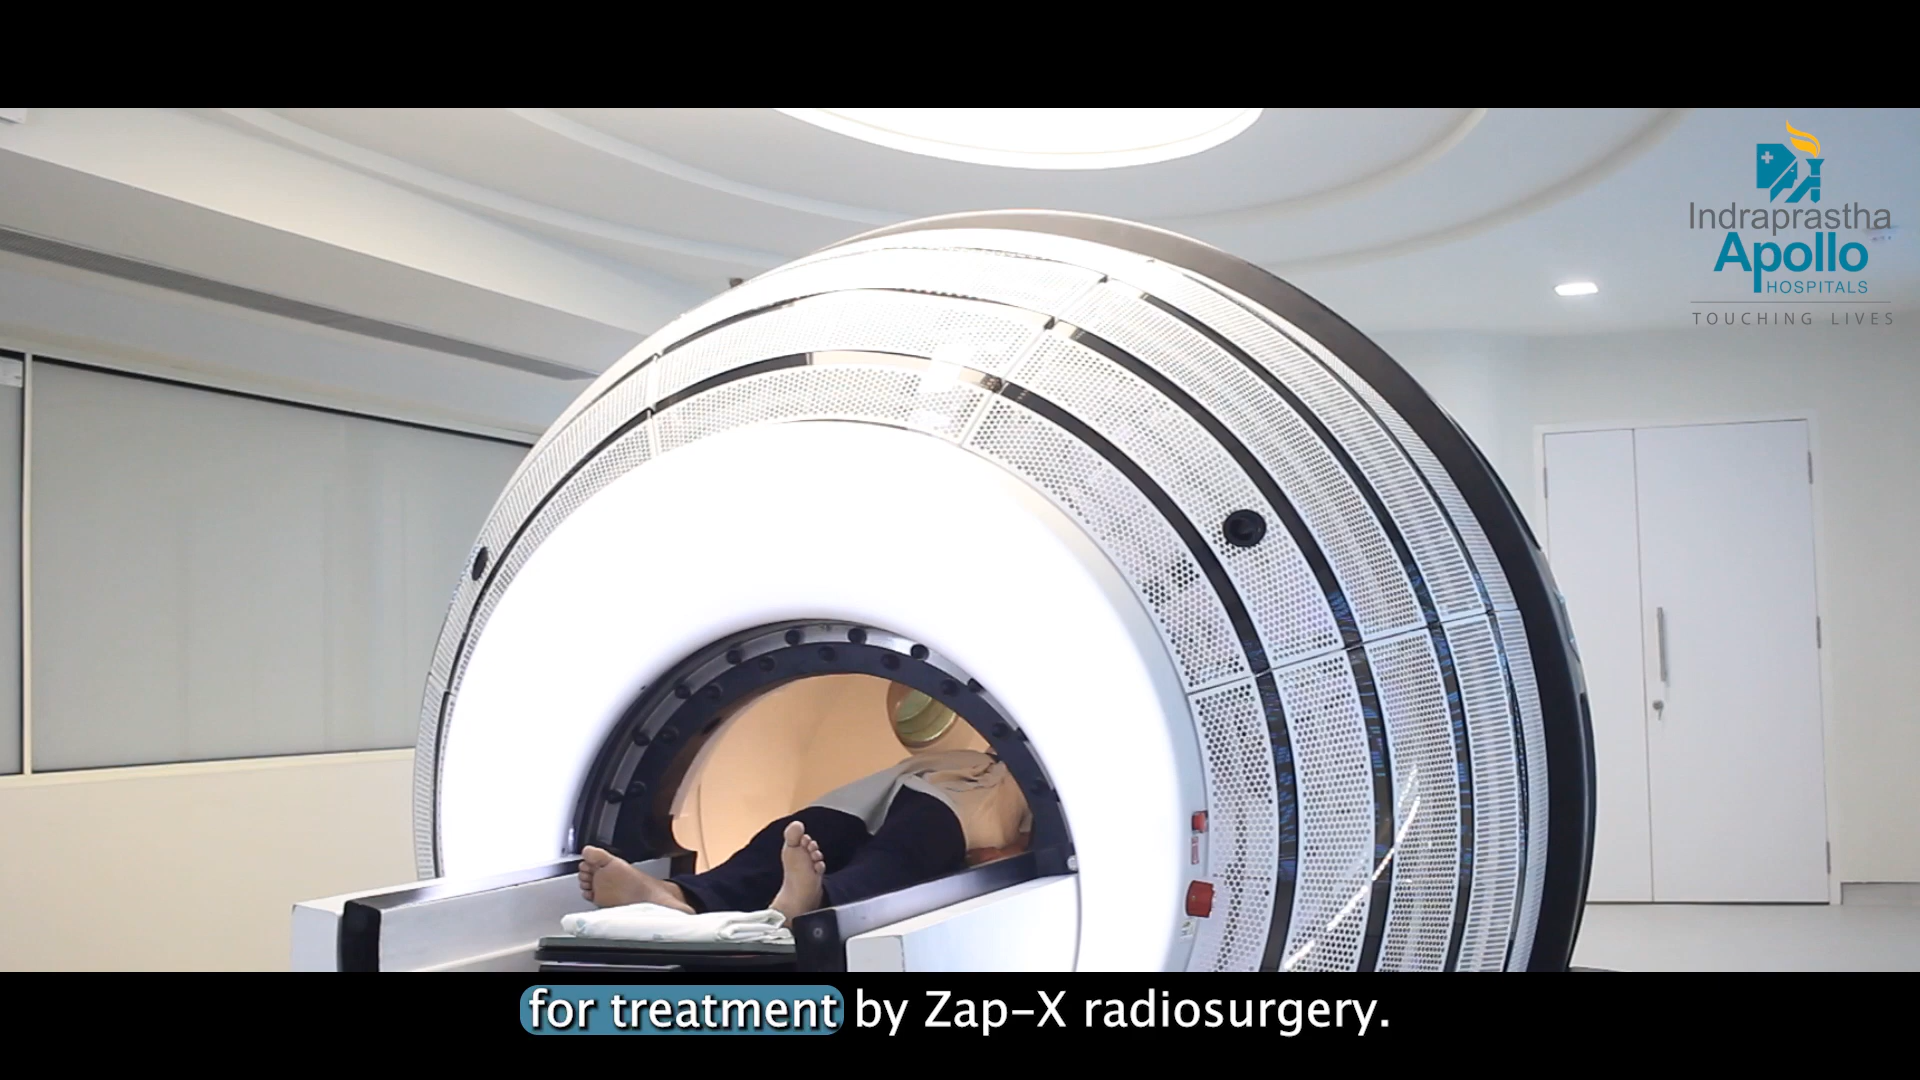 Indraprastha
Apollo
HOSPITALS
TOUCHING LIVES
for treatment by Zap-X radiosurgery.